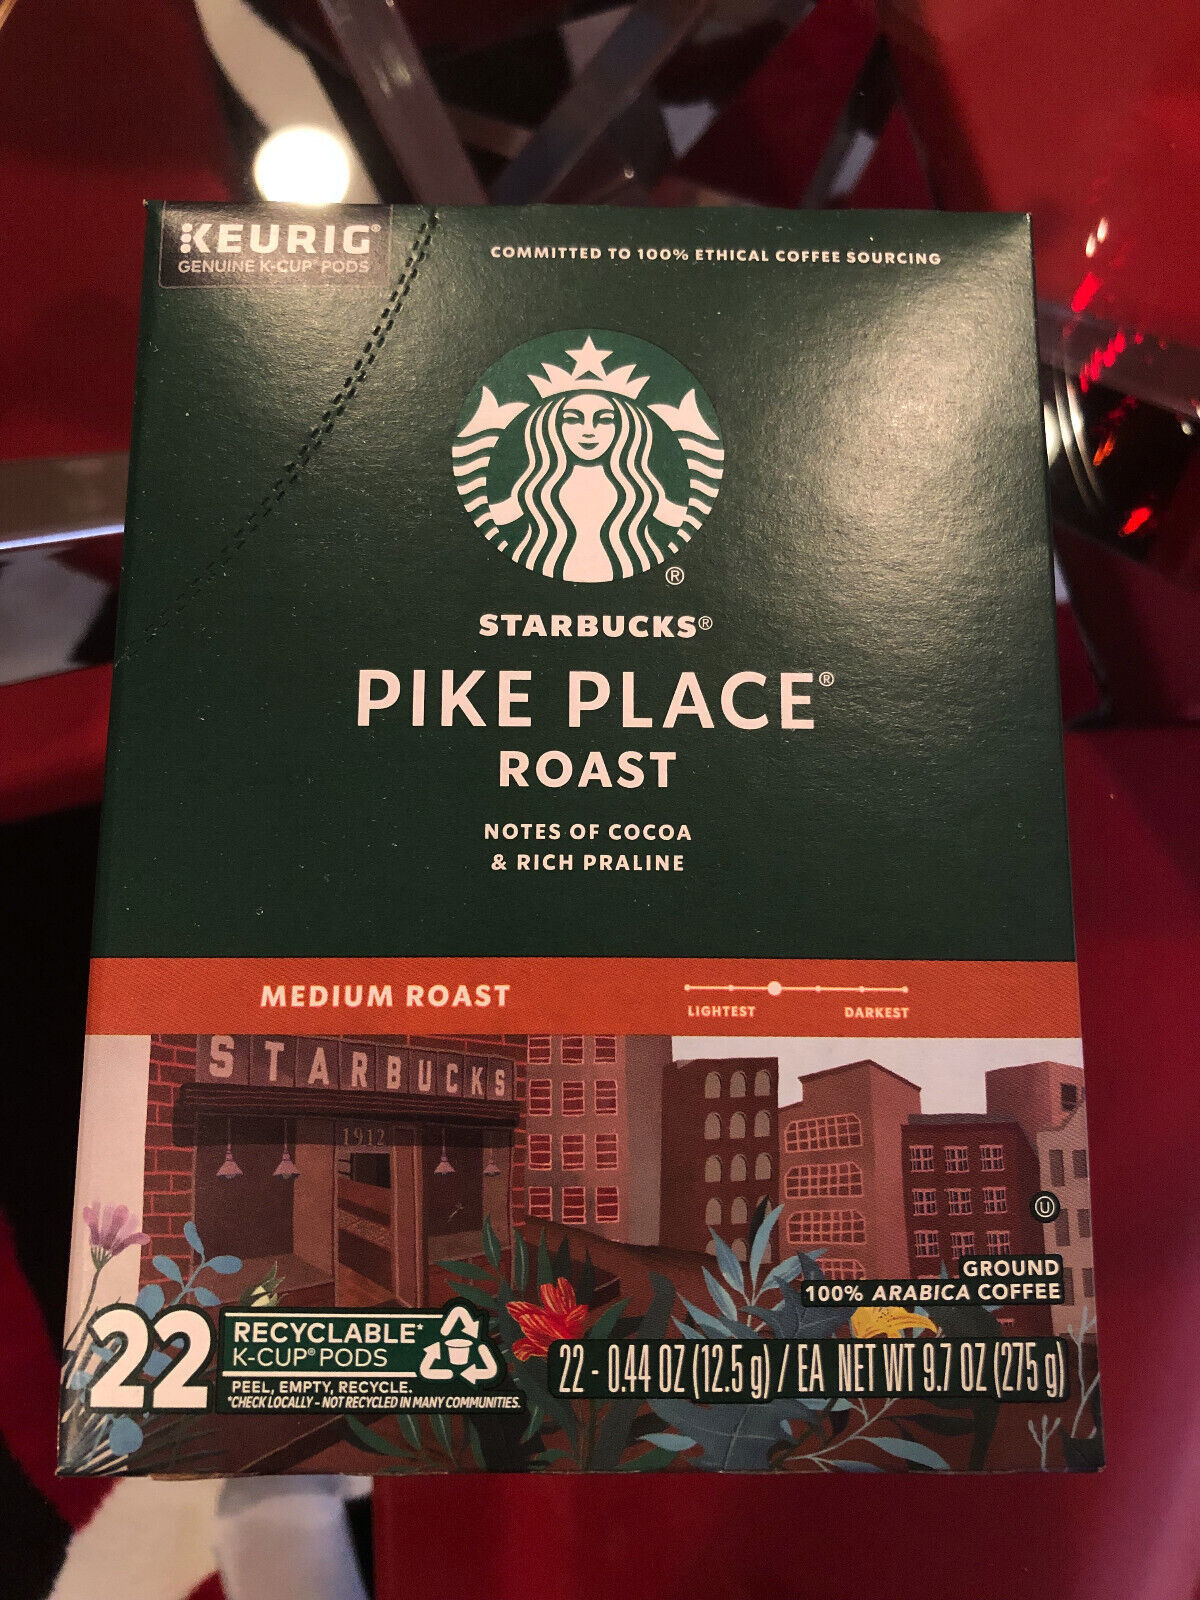 KEURIG®
GENUINE K-CUP® PODS
COMMITTED TO 100% ETHICAL COFFEE SOURCING
®
STARBUCKS®
PIKE PLACE®
ROAST
NOTES OF COCOA
& RICH PRALINE
MEDIUM ROAST
LIGHTEST DARKEST
STARBUCKS
1912
U
GROUND
100% ARABICA COFFEE
22 RECYCLABLE*
K-CUP® PODS
PEEL, EMPTY, RECYCLE.
*CHECK LOCALLY - NOT RECYCLED IN MANY COMMUNITIES.
22 - 0.44 OZ (12.5 g) / EA NET WT 9.7 OZ (275 g)